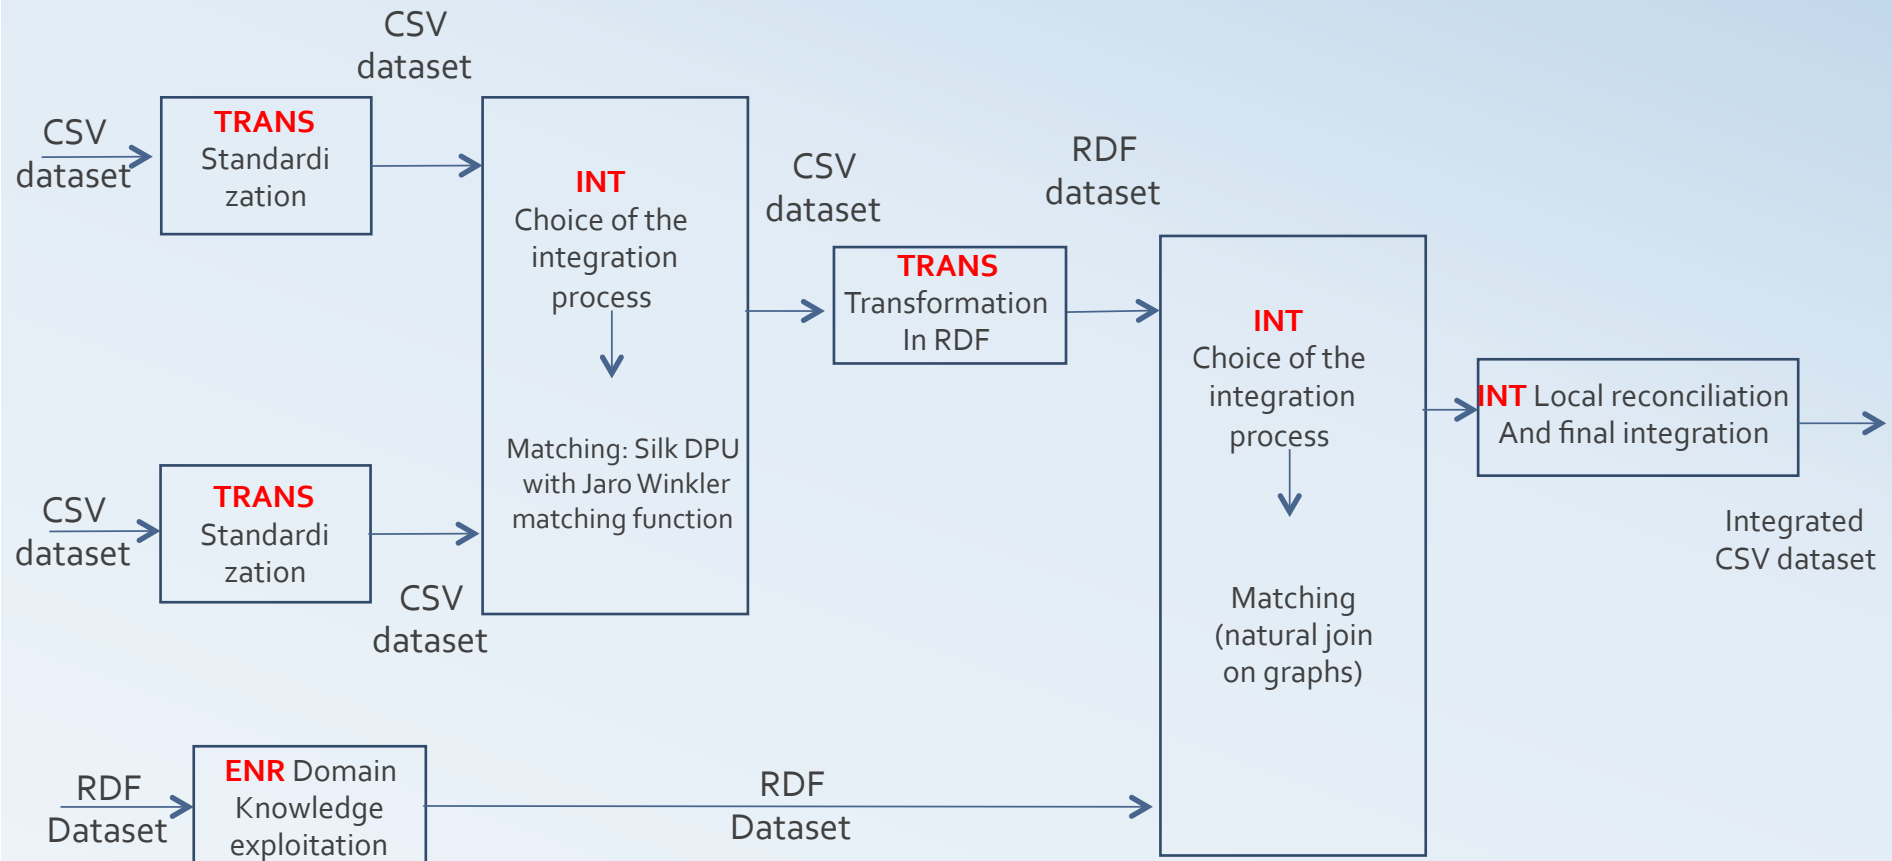 CSV
dataset
CSV
dataset
TRANS
Standardi
zation
INT
Choice of the
integration
process
Matching: Silk DPU
with Jaro Winkler
matching function
CSV
dataset
TRANS
Standardi
zation
CSV
dataset
CSV
dataset
TRANS
Transformation
In RDF
RDF
dataset
INT
Choice of the
integration
process
Matching
(natural join
on graphs)
INT Local reconciliation
And final integration
Integrated
CSV dataset
RDF
Dataset
ENR Domain
Knowledge
exploitation
RDF
Dataset